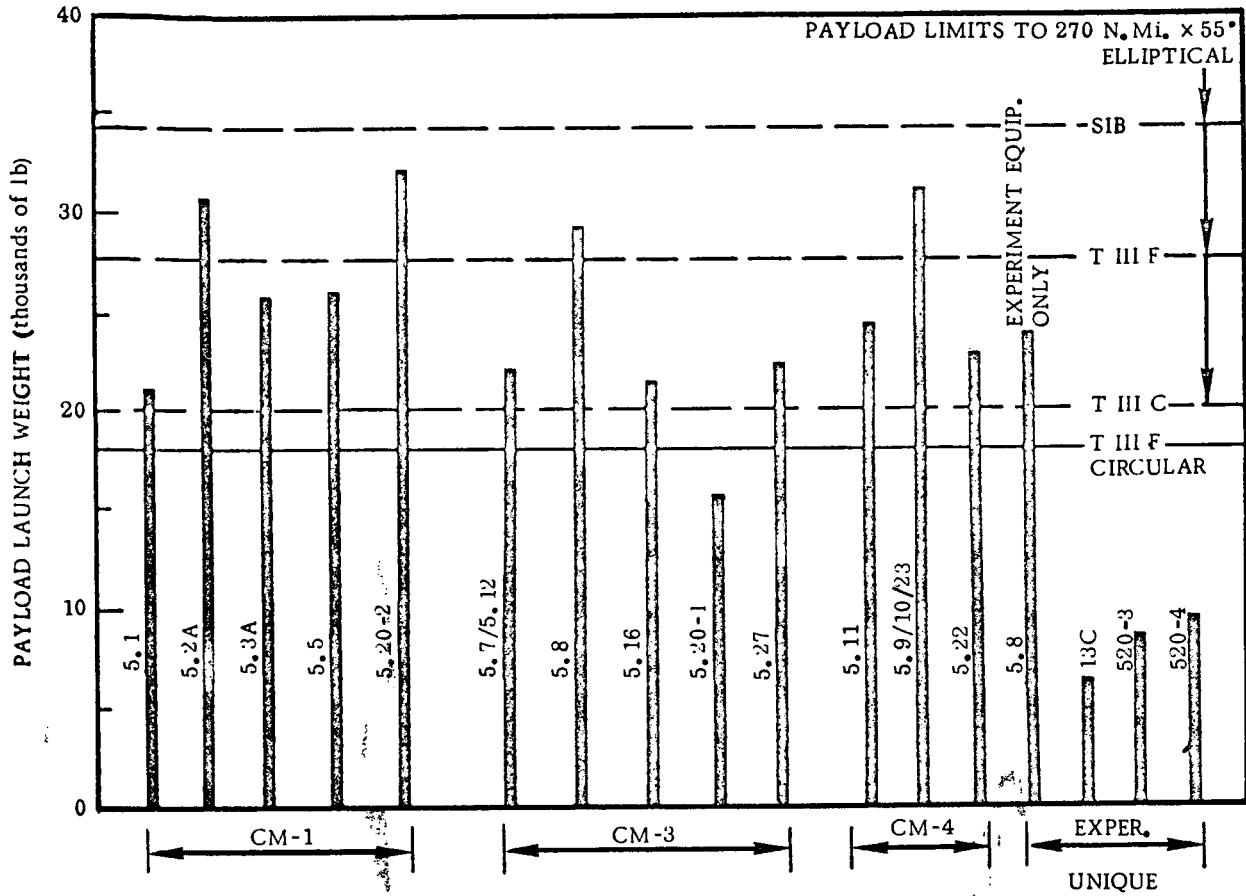 PAYLOAD LAUNCH WEIGHT (thousands of lb)
40
30
20
10
0
PAYLOAD LIMITS TO 270 N.Mi. × 55°
ELLIPTICAL
SIB
T III F
T III C
T III F
CIRCULAR
EXPERIMENT EQUIP.
ONLY
5.1
5.2A
5.3A
5.5
5.20-2
5.7/5.12
5.8
5.16
5.20-1
5.27
5.11
5.9/10/23
5.22
5.8
13C
520-3
520-4
CM-1
CM-3
CM-4
EXPER.
UNIQUE